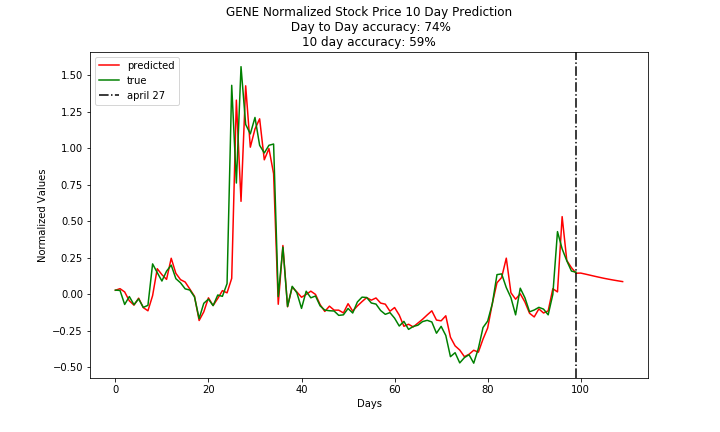 GENE Normalized Stock Price 10 Day Prediction
Day to Day accuracy: 74%
10 day accuracy: 59%
predicted
true
april 27
1.50
1.25
1.00
0.75
0.50
0.25
0.00
−0.25
−0.50
Normalized Values
0 20 40 60 80 100
Days